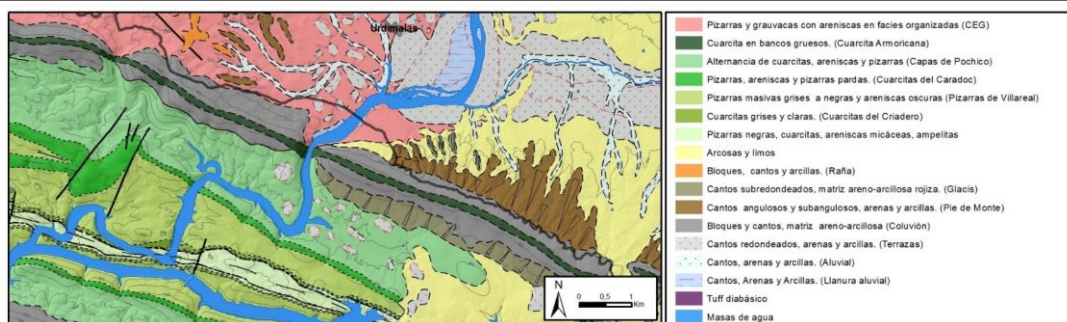 Urdimalas
N
0 0,5 1
Km
Pizarras y grauvacas con areniscas en facies organizadas (CEG)
Cuarcita en bancos gruesos. (Cuarcita Armoricana)
Alternancia de cuarcitas, areniscas y pizarras (Capas de Pochico)
Pizarras, areniscas y pizarras pardas. (Cuarcitas del Caradoc)
Pizarras masivas grises a negras y areniscas oscuras (Pizarras de Villareal)
Cuarcitas grises y claras. (Cuarcitas del Criadero)
Pizarras negras, cuarcitas, areniscas micáceas, ampelitas
Arcosas y limos
Bloques, cantos y arcillas. (Raña)
Cantos subredondeados, matriz areno-arcillosa rojiza. (Glacis)
Cantos angulosos y subangulosos, arenas y arcillas. (Pie de Monte)
Bloques y cantos, matriz areno-arcillosa (Coluvión)
Cantos redondeados, arenas y arcillas. (Terrazas)
Cantos, arenas y arcillas. (Aluvial)
Cantos, Arenas y Arcillas. (Llanura aluvial)
Tuff diabásico
Masas de agua